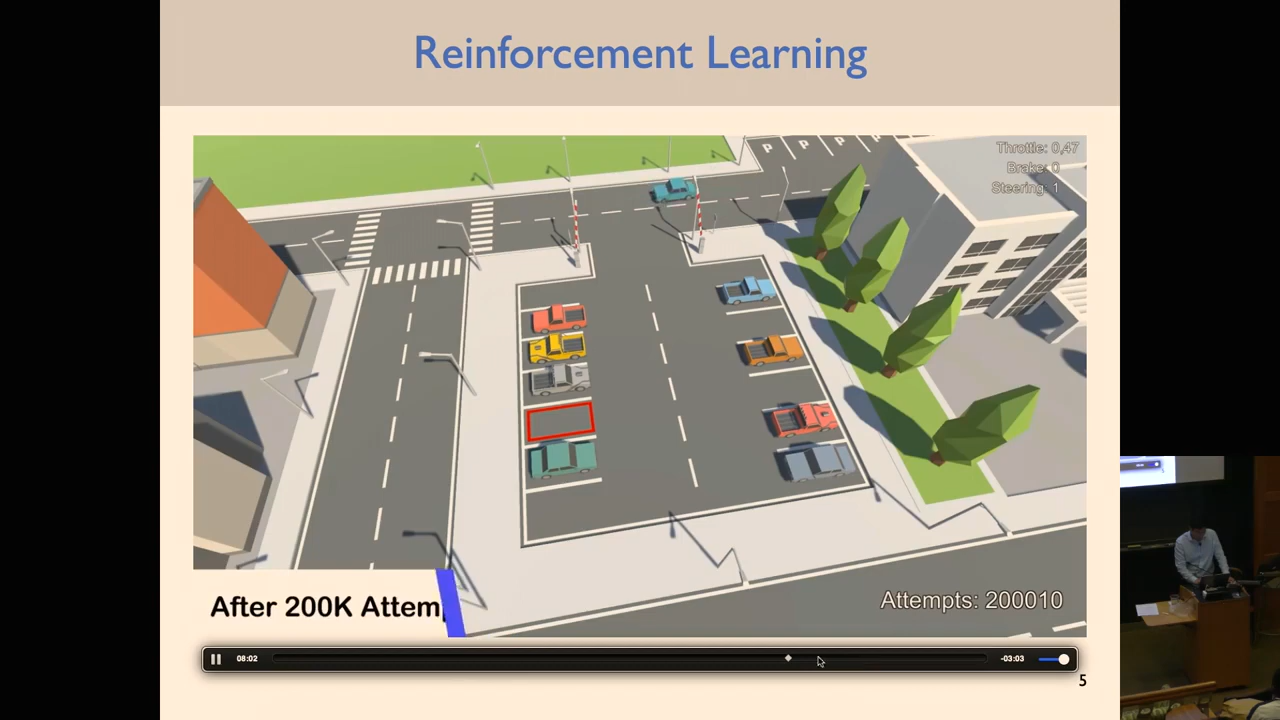 Reinforcement Learning
P P P P
Throttle: 0,47
Brake: 0
Steering: 1
After 200K Attem
Attempts: 200010
08:02
-03:03
5